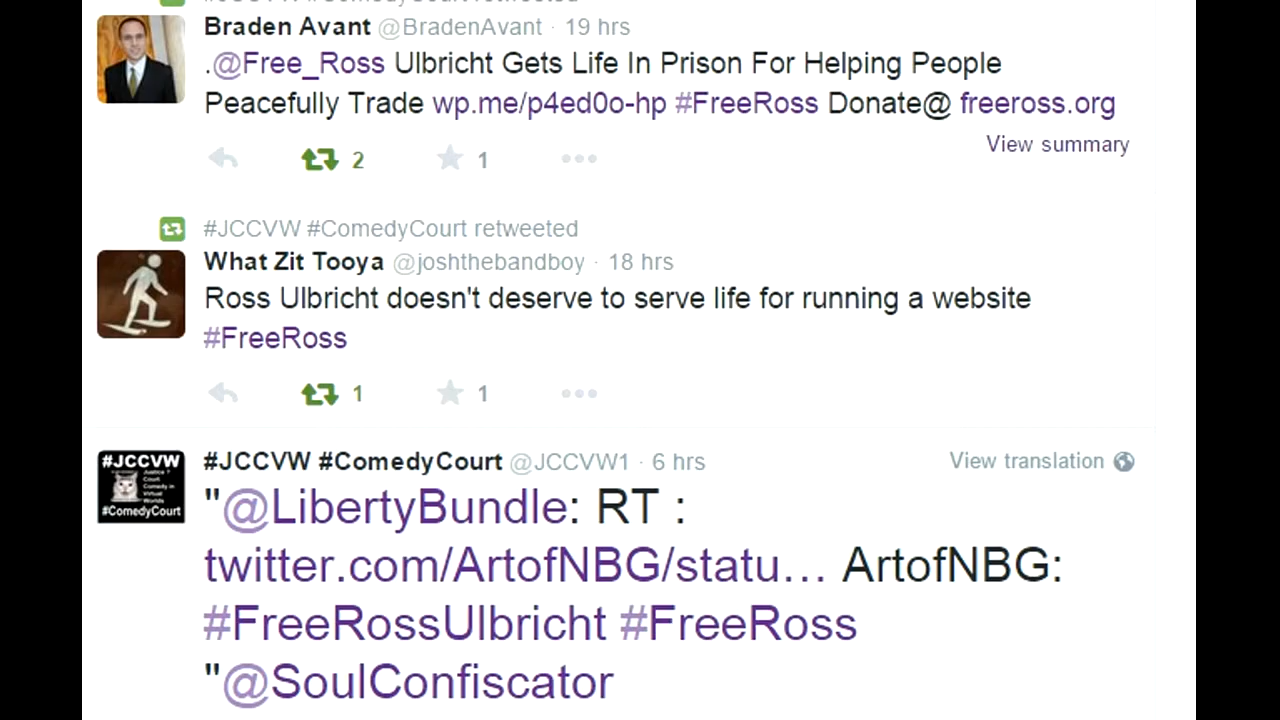 #JCCVW #ComedyCourt retweeted
Braden Avant @BradenAvant · 19 hrs
.@Free_Ross Ulbricht Gets Life In Prison For Helping People
Peacefully Trade wp.me/p4ed0o-hp #FreeRoss Donate@ freeross.org
View summary
2 1
#JCCVW #ComedyCourt retweeted
What Zit Tooya @joshthebandboy · 18 hrs
Ross Ulbricht doesn't deserve to serve life for running a website
#FreeRoss
1 1
#JCCVW
Justice ?
Court
Comedy in
Virtual
Worlds
#ComedyCourt
#JCCVW #ComedyCourt @JCCVW1 · 6 hrs View translation
"@LibertyBundle: RT :
twitter.com/ArtofNBG/statu… ArtofNBG:
#FreeRossUlbricht #FreeRoss
"@SoulConfiscator